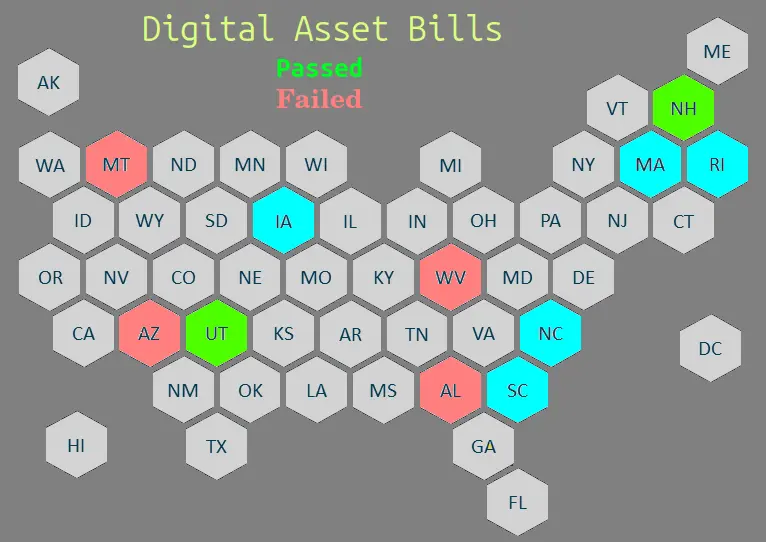 Digital Asset Bills
Passed
Failed
ME
AK
VT NH
WA MT ND MN WI MI NY MA RI
ID WY SD IA IL IN OH PA NJ CT
OR NV CO NE MO KY WV MD DE
CA AZ UT KS AR TN VA NC
DC
NM OK LA MS AL SC
HI TX GA
FL